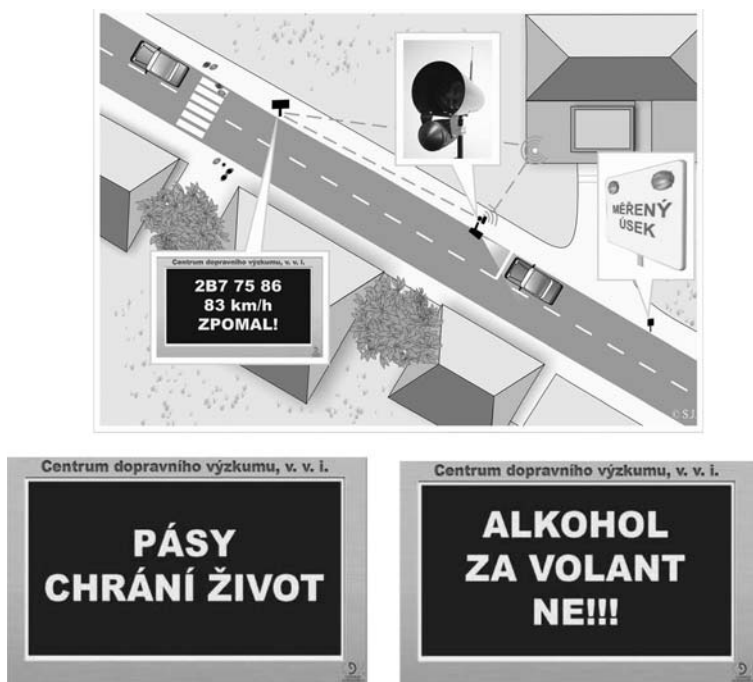 MĚŘENÝ
ÚSEK
Centrum dopravního výzkumu, v. v. i.
2B7 75 86
83 km/h
ZPOMAL!
© S.J.
Centrum dopravního výzkumu, v. v. i.
PÁSY
CHRÁNÍ ŽIVOT
Centrum dopravního výzkumu, v. v. i.
ALKOHOL
ZA VOLANT
NE!!!